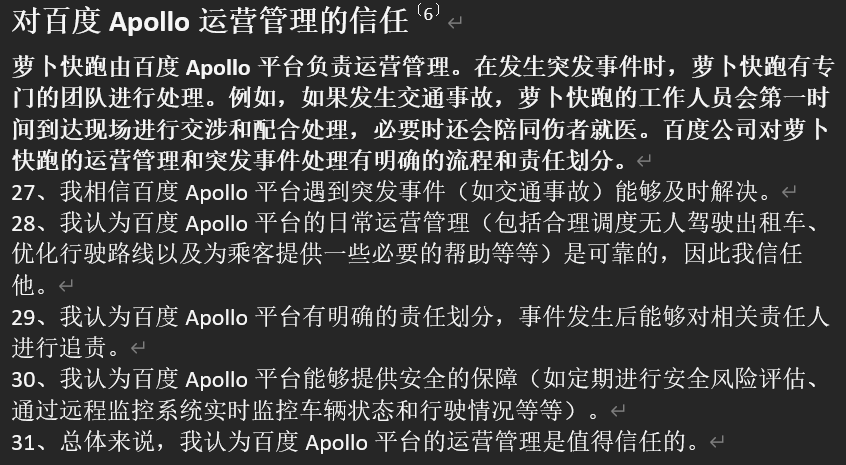 对百度 Apollo 运营管理的信任〔6〕
萝卜快跑由百度 Apollo 平台负责运营管理。在发生突发事件时，萝卜快跑有专
门的团队进行处理。例如，如果发生交通事故，萝卜快跑的工作人员会第一时
间到达现场进行交涉和配合处理，必要时还会陪同伤者就医。百度公司对萝卜
快跑的运营管理和突发事件处理有明确的流程和责任划分。
27、我相信百度 Apollo 平台遇到突发事件（如交通事故）能够及时解决。
28、我认为百度 Apollo 平台的日常运营管理（包括合理调度无人驾驶出租车、
优化行驶路线以及为乘客提供一些必要的帮助等等）是可靠的，因此我信任
他。
29、我认为百度 Apollo 平台有明确的责任划分，事件发生后能够对相关责任人
进行追责。
30、我认为百度 Apollo 平台能够提供安全的保障（如定期进行安全风险评估、
通过远程监控系统实时监控车辆状态和行驶情况等等）。
31、总体来说，我认为百度 Apollo 平台的运营管理是值得信任的。